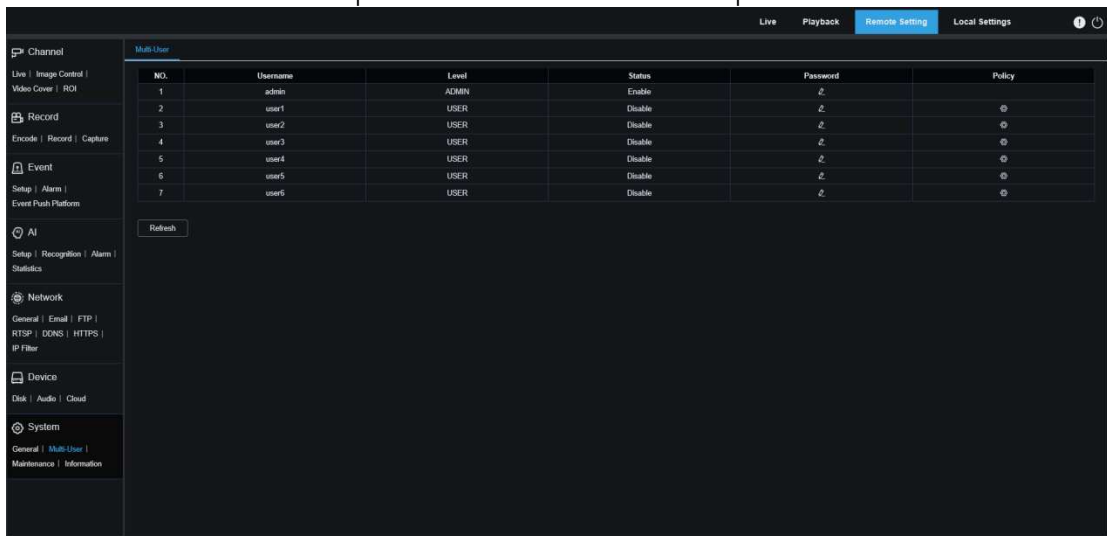 Live Playback Remote Setting Local Settings
Channel
Live | Image Control |
Video Cover | ROI
Record
Encode | Record | Capture
Event
Setup | Alarm |
Event Push Platform
AI
Setup | Recognition | Alarm |
Statistics
Network
General | Email | FTP |
RTSP | DDNS | HTTPS |
IP Filter
Device
Disk | Audio | Cloud
System
General | Multi-User |
Maintenance | Information
Multi-User
NO. Username Level Status Password Policy
1 admin ADMIN Enable
2 user1 USER Disable
3 user2 USER Disable
4 user3 USER Disable
5 user4 USER Disable
6 user5 USER Disable
7 user6 USER Disable
Refresh